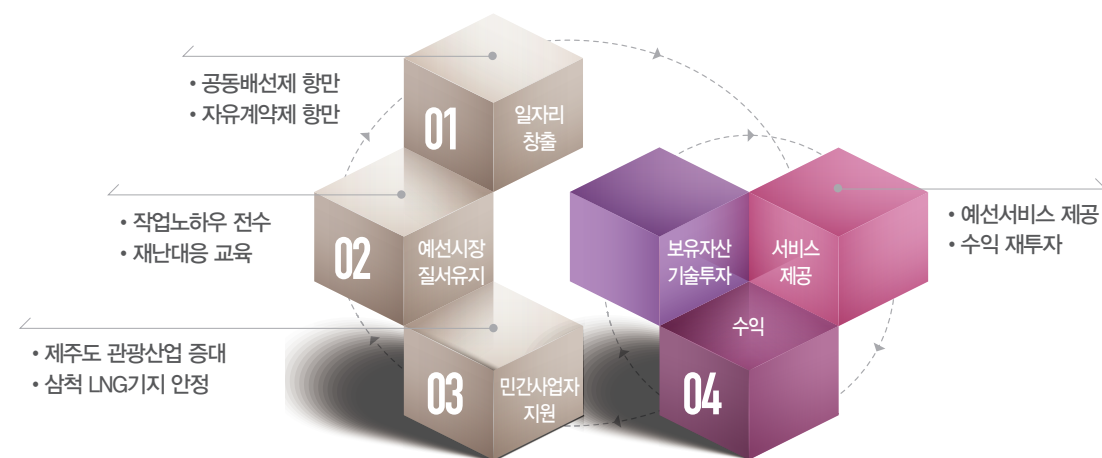 • 공동배선제 항만
• 자유계약제 항만
01
일자리
창출
• 작업노하우 전수
• 재난대응 교육
02
예선시장
질서유지
• 제주도 관광산업 증대
• 삼척 LNG기지 안정
03
민간사업자
지원
보유자산
기술투자
서비스
제공
수익
04
• 예선서비스 제공
• 수익 재투자